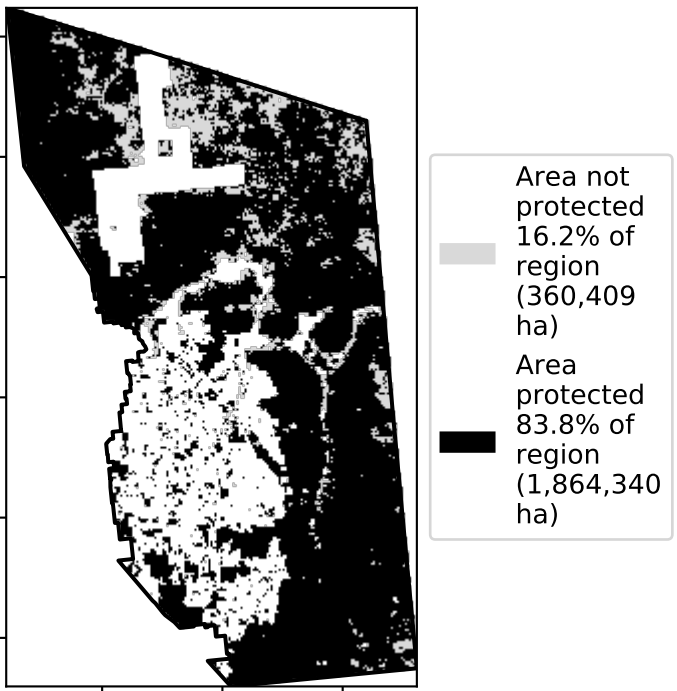 Area not
protected
16.2% of
region
(360,409
ha)
Area
protected
83.8% of
region
(1,864,340
ha)